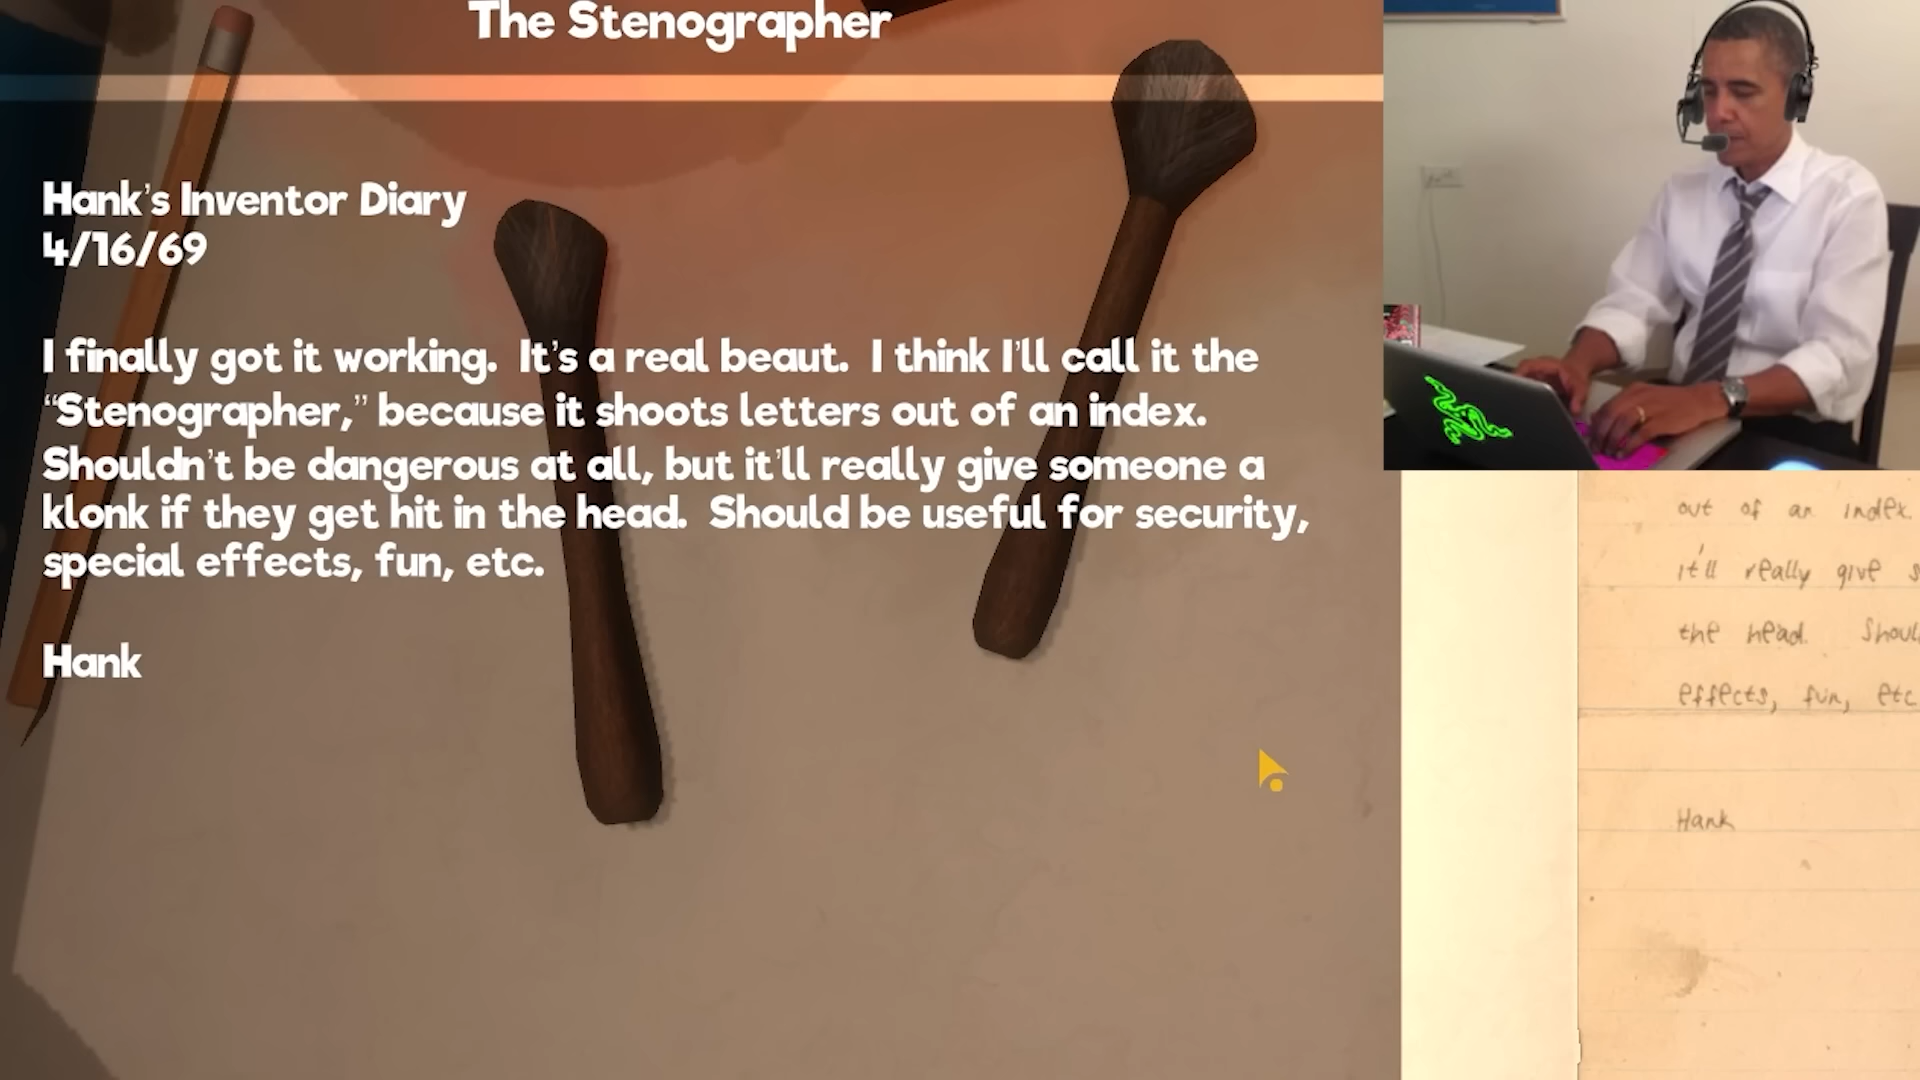 The Stenographer
Hank's Inventor Diary
4/16/69
I finally got it working.  It's a real beaut.  I think I'll call it the
“Stenographer,” because it shoots letters out of an index.
Shouldn't be dangerous at all, but it'll really give someone a
klonk if they get hit in the head.  Should be useful for security,
special effects, fun, etc.
Hank
out of an index.
it'll really give s
the head. Shoul
effects, fun, etc
Hank